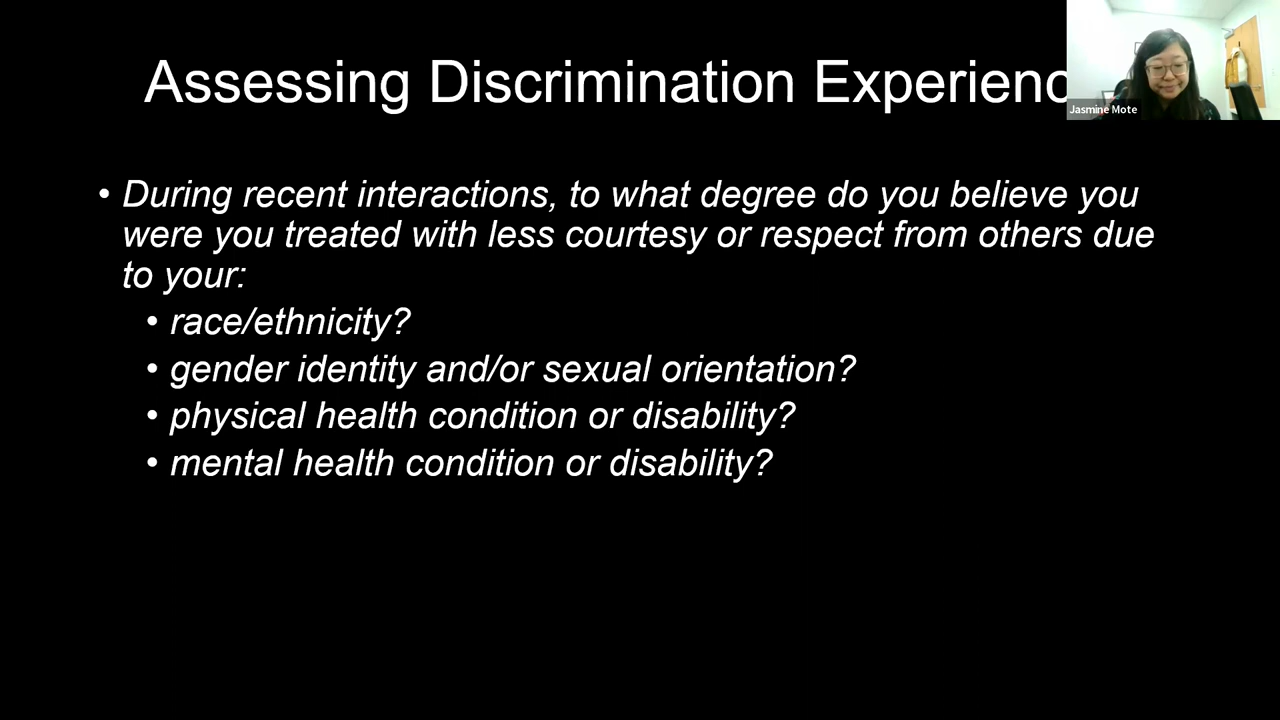 Assessing Discrimination Experienc
Jasmine Mote
• During recent interactions, to what degree do you believe you
were you treated with less courtesy or respect from others due
to your:
• race/ethnicity?
• gender identity and/or sexual orientation?
• physical health condition or disability?
• mental health condition or disability?